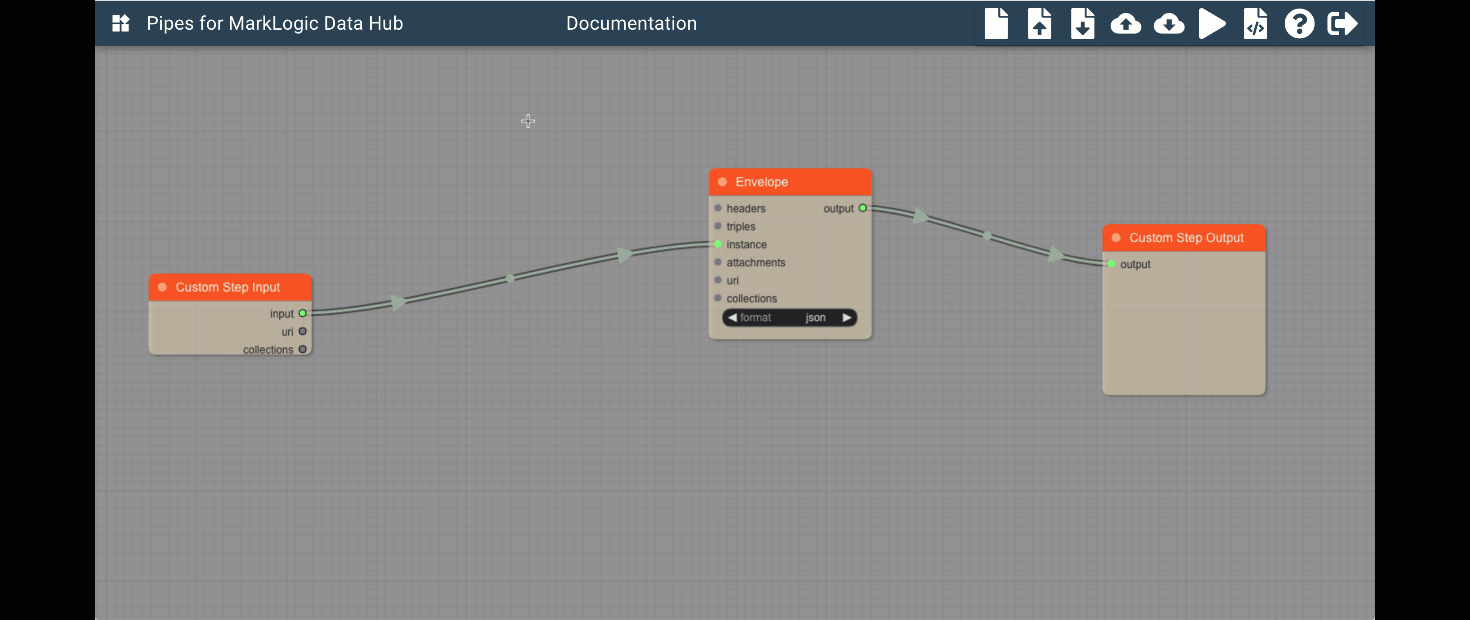 Pipes for MarkLogic Data Hub
Documentation
</>
?
Envelope
headers
output
triples
instance
attachments
uri
collections
format
json
Custom Step Output
output
Custom Step Input
input
uri
collections